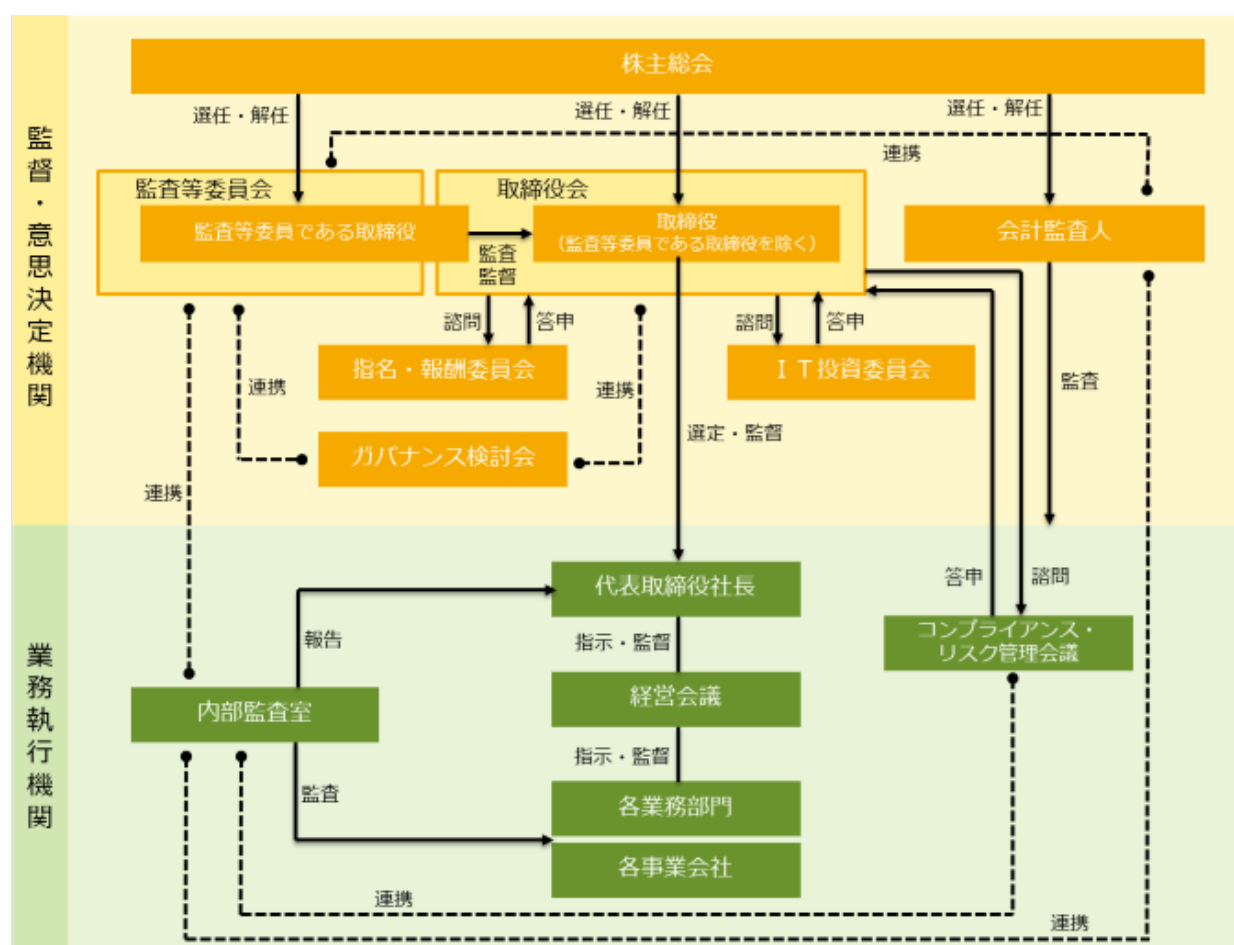 株主総会
選任・解任
選任・解任
選任・解任
連携
監査等委員会
取締役会
監査等委員である取締役
取締役
（監査等委員である取締役を除く）
会計監査人
監査
監督
諮問
答申
諮問
答申
指名・報酬委員会
ＩＴ投資委員会
連携
連携
監査
選定・監督
ガバナンス検討会
連携
監督・意思決定機関
代表取締役社長
答申
諮問
報告
指示・監督
コンプライアンス・
リスク管理会議
経営会議
内部監査室
指示・監督
監査
各業務部門
各事業会社
連携
連携
業務執行機関